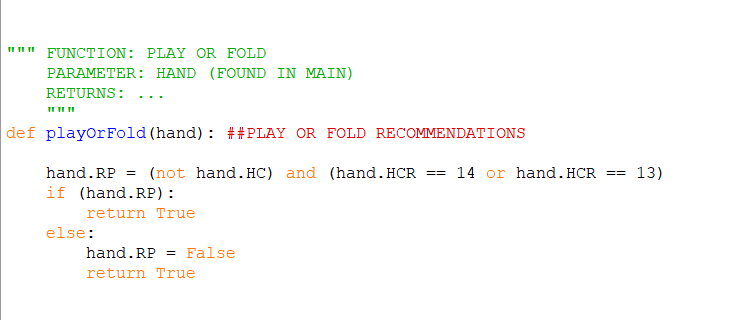 """ FUNCTION: PLAY OR FOLD
    PARAMETER: HAND (FOUND IN MAIN)
    RETURNS: ...
    """
def playOrFold(hand): ##PLAY OR FOLD RECOMMENDATIONS
    hand.RP = (not hand.HC) and (hand.HCR == 14 or hand.HCR == 13)
    if (hand.RP):
        return True
    else:
        hand.RP = False
        return True